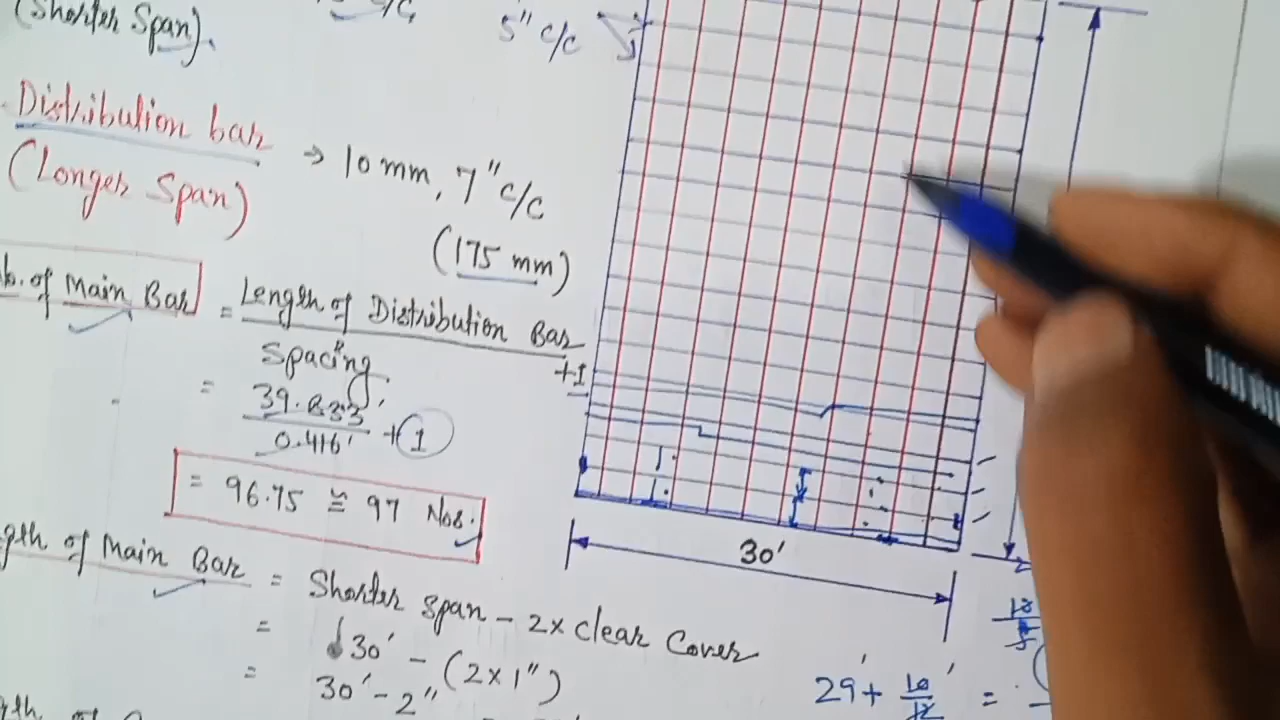 (Shorter Span).
5" c/c
Distribution bar
(Longer Span)
→ 10 mm, 7" c/c
(175 mm)
of Main Bar = Length of Distribution Bar
Spacing
+1
= 39.833'
0.416' + 1
= 96.75 ≅ 97 Nos.
of Main Bar = Shorter Span - 2x Clear Cover
= 30' - (2x1")
= 30' - 2"
30'
29' + 10'
12 =